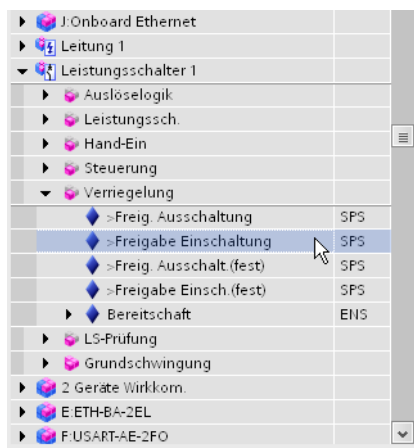 J:Onboard Ethernet
Leitung 1
Leistungsschalter 1
Auslöselogik
Leistungssch.
Hand-Ein
Steuerung
Verriegelung
>Freig. Ausschaltung SPS
>Freigabe Einschaltung SPS
>Freig. Ausschalt.(fest) SPS
>Freigabe Einsch.(fest) SPS
Bereitschaft ENS
LS-Prüfung
Grundschwingung
2 Geräte Wirkkom.
E:ETH-BA-2EL
F:USART-AE-2FO